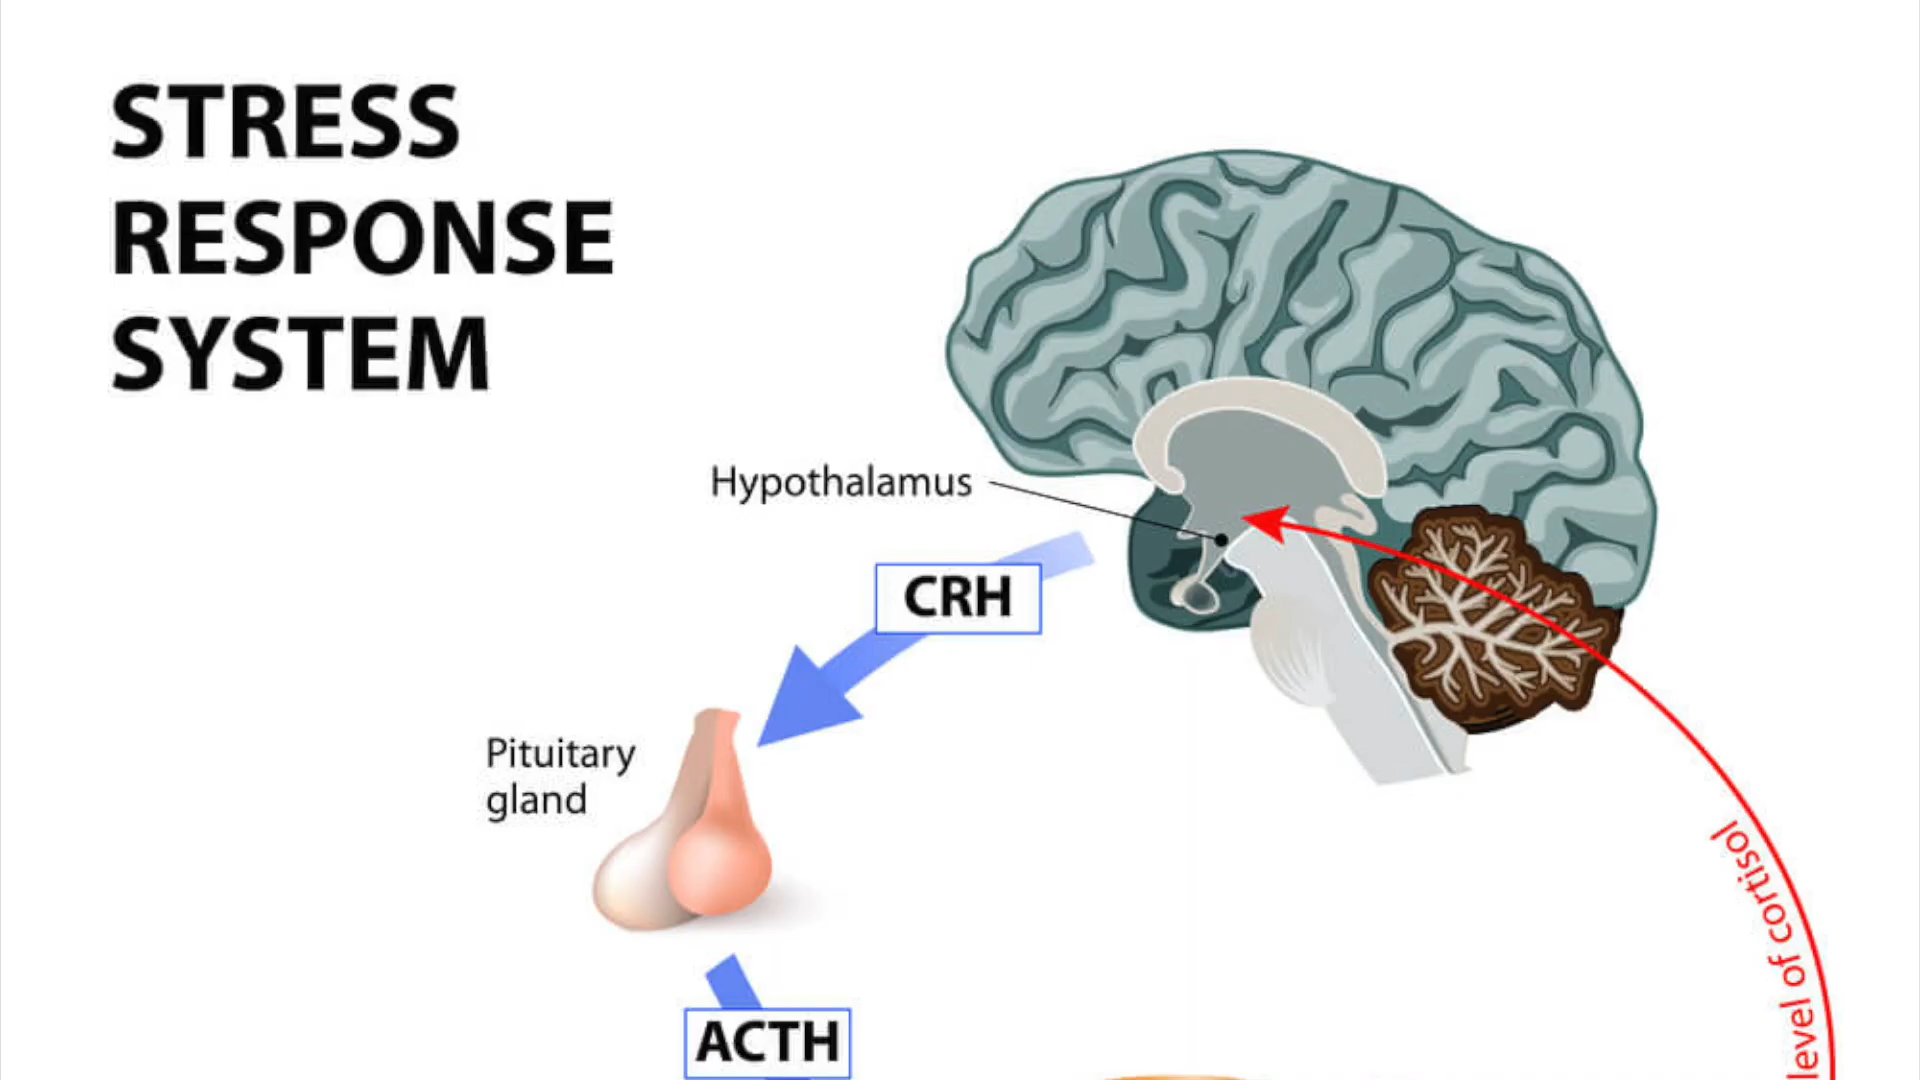 STRESS
RESPONSE
SYSTEM
Hypothalamus
CRH
Pituitary
gland
level of cortisol
ACTH